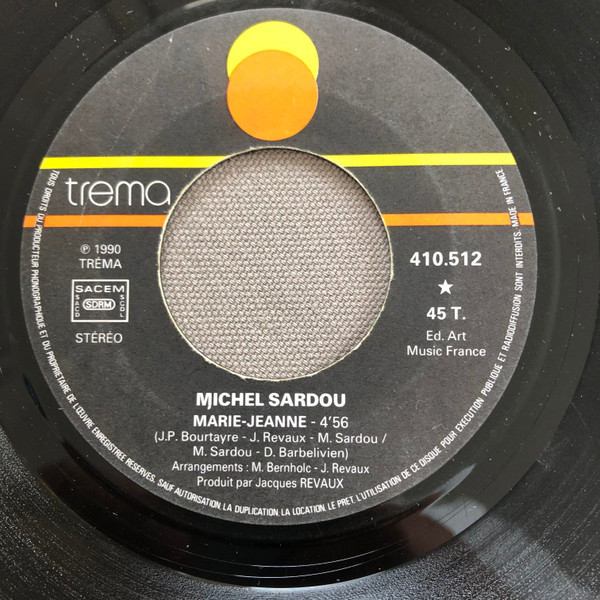 trema
℗ 1990
TRÉMA
SACEM
SACD
SDRM
SCDL
STÉRÉO
410.512
★
45 T.
Ed. Art
Music France
MICHEL SARDOU
MARIE-JEANNE - 4'56
(J.P. Bourtayre - J. Revaux - M. Sardou /
M. Sardou - D. Barbelivien)
Arrangements : M. Bernholc - J. Revaux
Produit par Jacques REVAUX
TOUS DROITS DU PRODUCTEUR PHONOGRAPHIQUE ET DU PROPRIETAIRE DE L'ŒUVRE ENREGISTREE RESERVES. SAUF AUTORISATION, LA DUPLICATION, LA LOCATION, LE PRET, L'UTILISATION DE CE DISQUE POUR EXECUTION PUBLIQUE ET RADIODIFFUSION SONT INTERDITS. MADE IN FRANCE